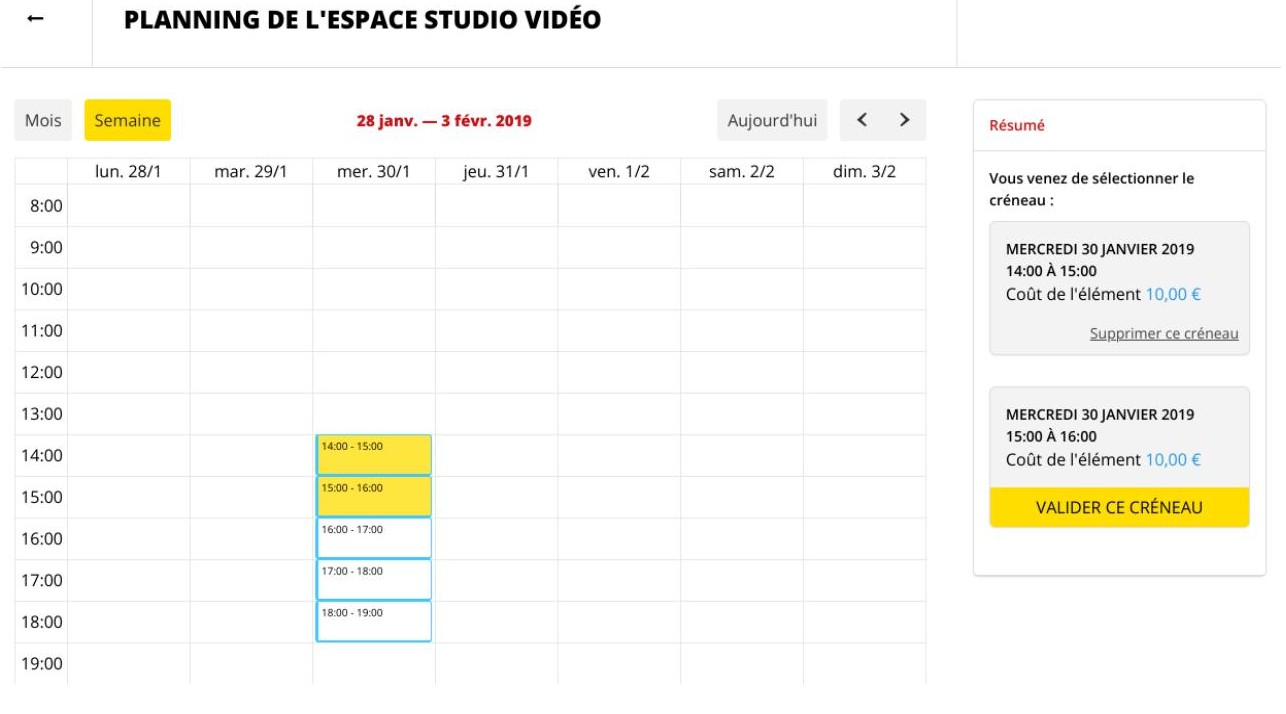 ←
PLANNING DE L'ESPACE STUDIO VIDÉO
Mois Semaine 28 janv. — 3 févr. 2019 Aujourd'hui
lun. 28/1 mar. 29/1 mer. 30/1 jeu. 31/1 ven. 1/2 sam. 2/2 dim. 3/2
8:00
9:00
10:00
11:00
12:00
13:00
14:00 14:00 - 15:00
15:00 15:00 - 16:00
16:00 16:00 - 17:00
17:00 17:00 - 18:00
18:00 18:00 - 19:00
19:00
Résumé
Vous venez de sélectionner le
créneau :
MERCREDI 30 JANVIER 2019
14:00 À 15:00
Coût de l'élément 10,00 €
Supprimer ce créneau
MERCREDI 30 JANVIER 2019
15:00 À 16:00
Coût de l'élément 10,00 €
VALIDER CE CRÉNEAU